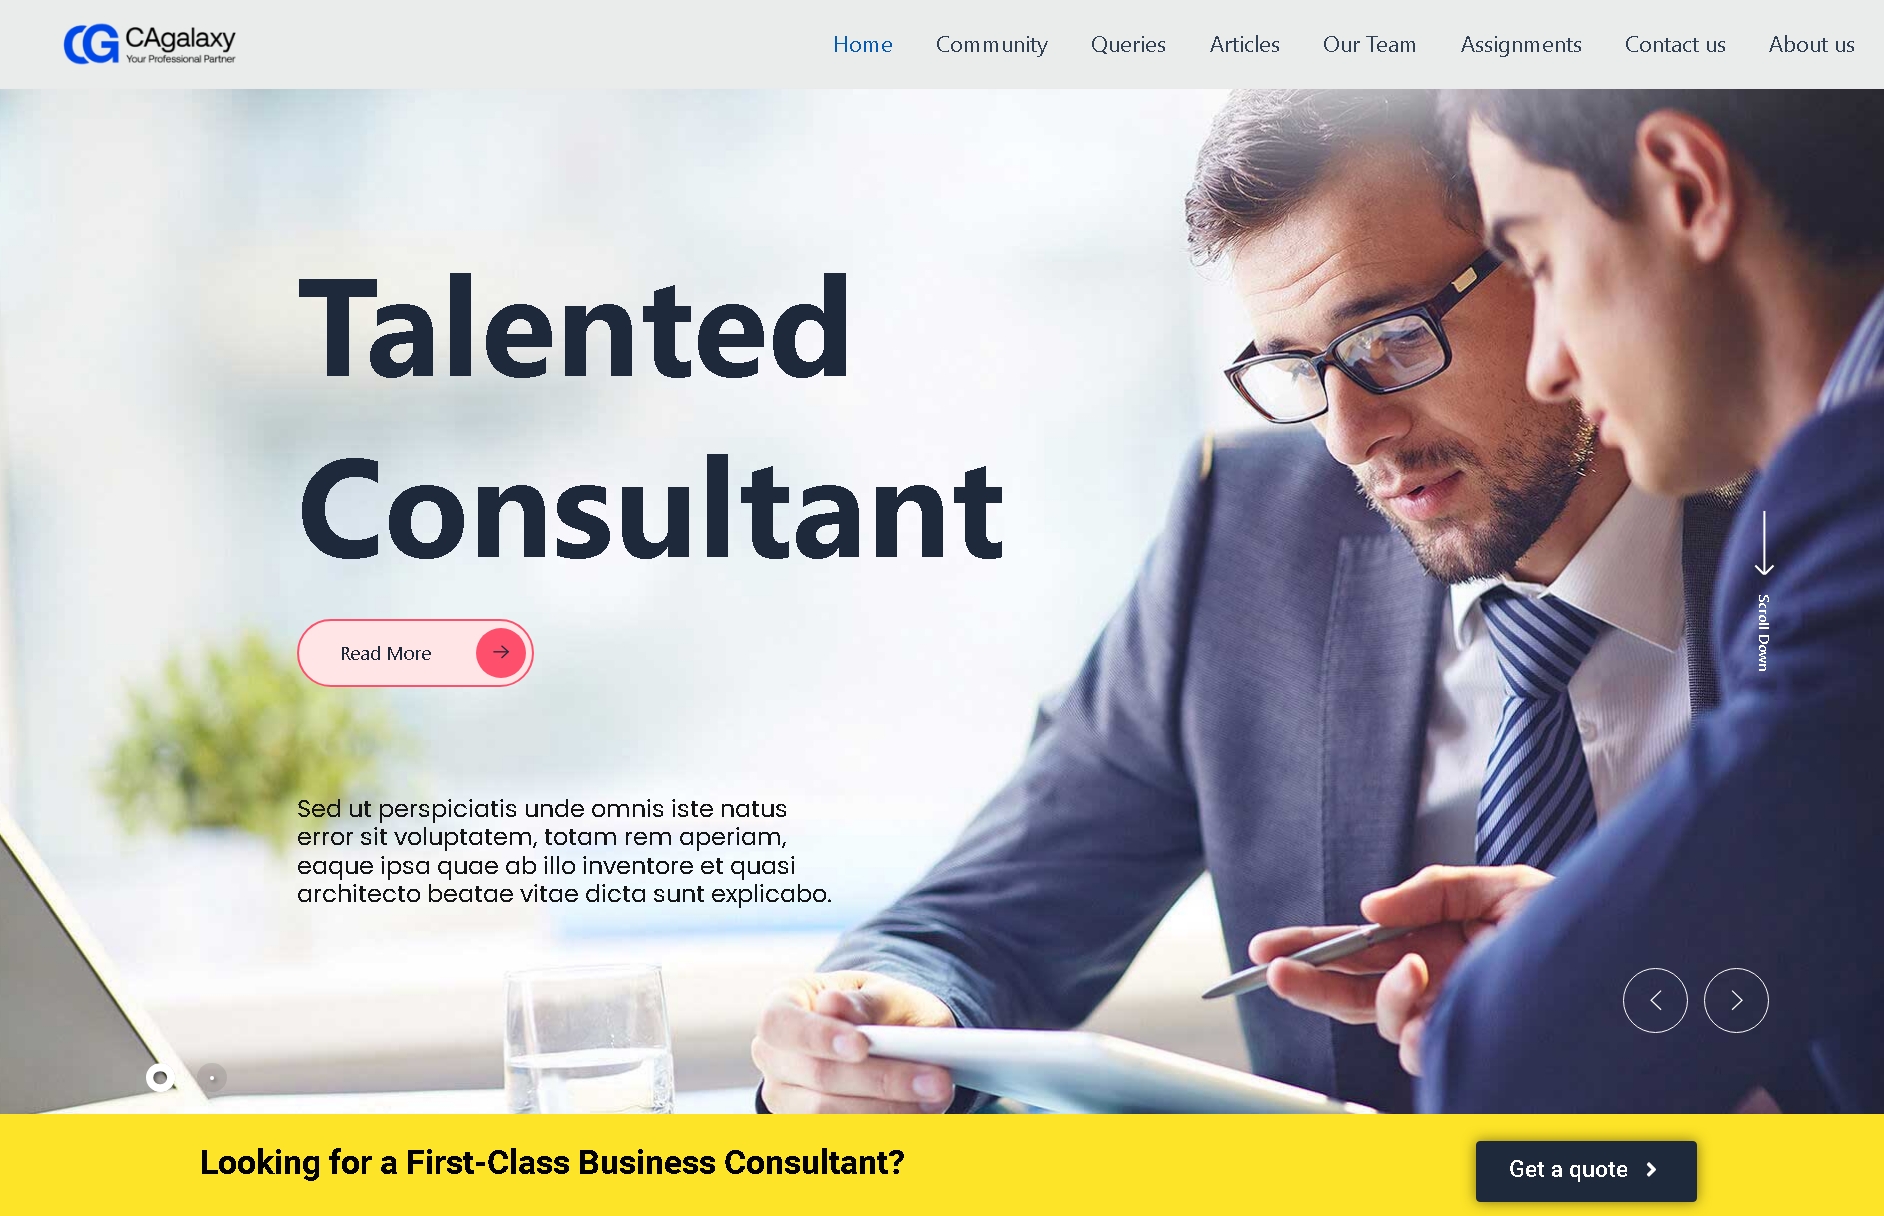 CG CAgalaxy
Your Professional Partner
Home Community Queries Articles Our Team Assignments Contact us About us
Talented
Consultant
Read More
Scroll Down
Sed ut perspiciatis unde omnis iste natus
error sit voluptatem, totam rem aperiam,
eaque ipsa quae ab illo inventore et quasi
architecto beatae vitae dicta sunt explicabo.
Looking for a First-Class Business Consultant?
Get a quote